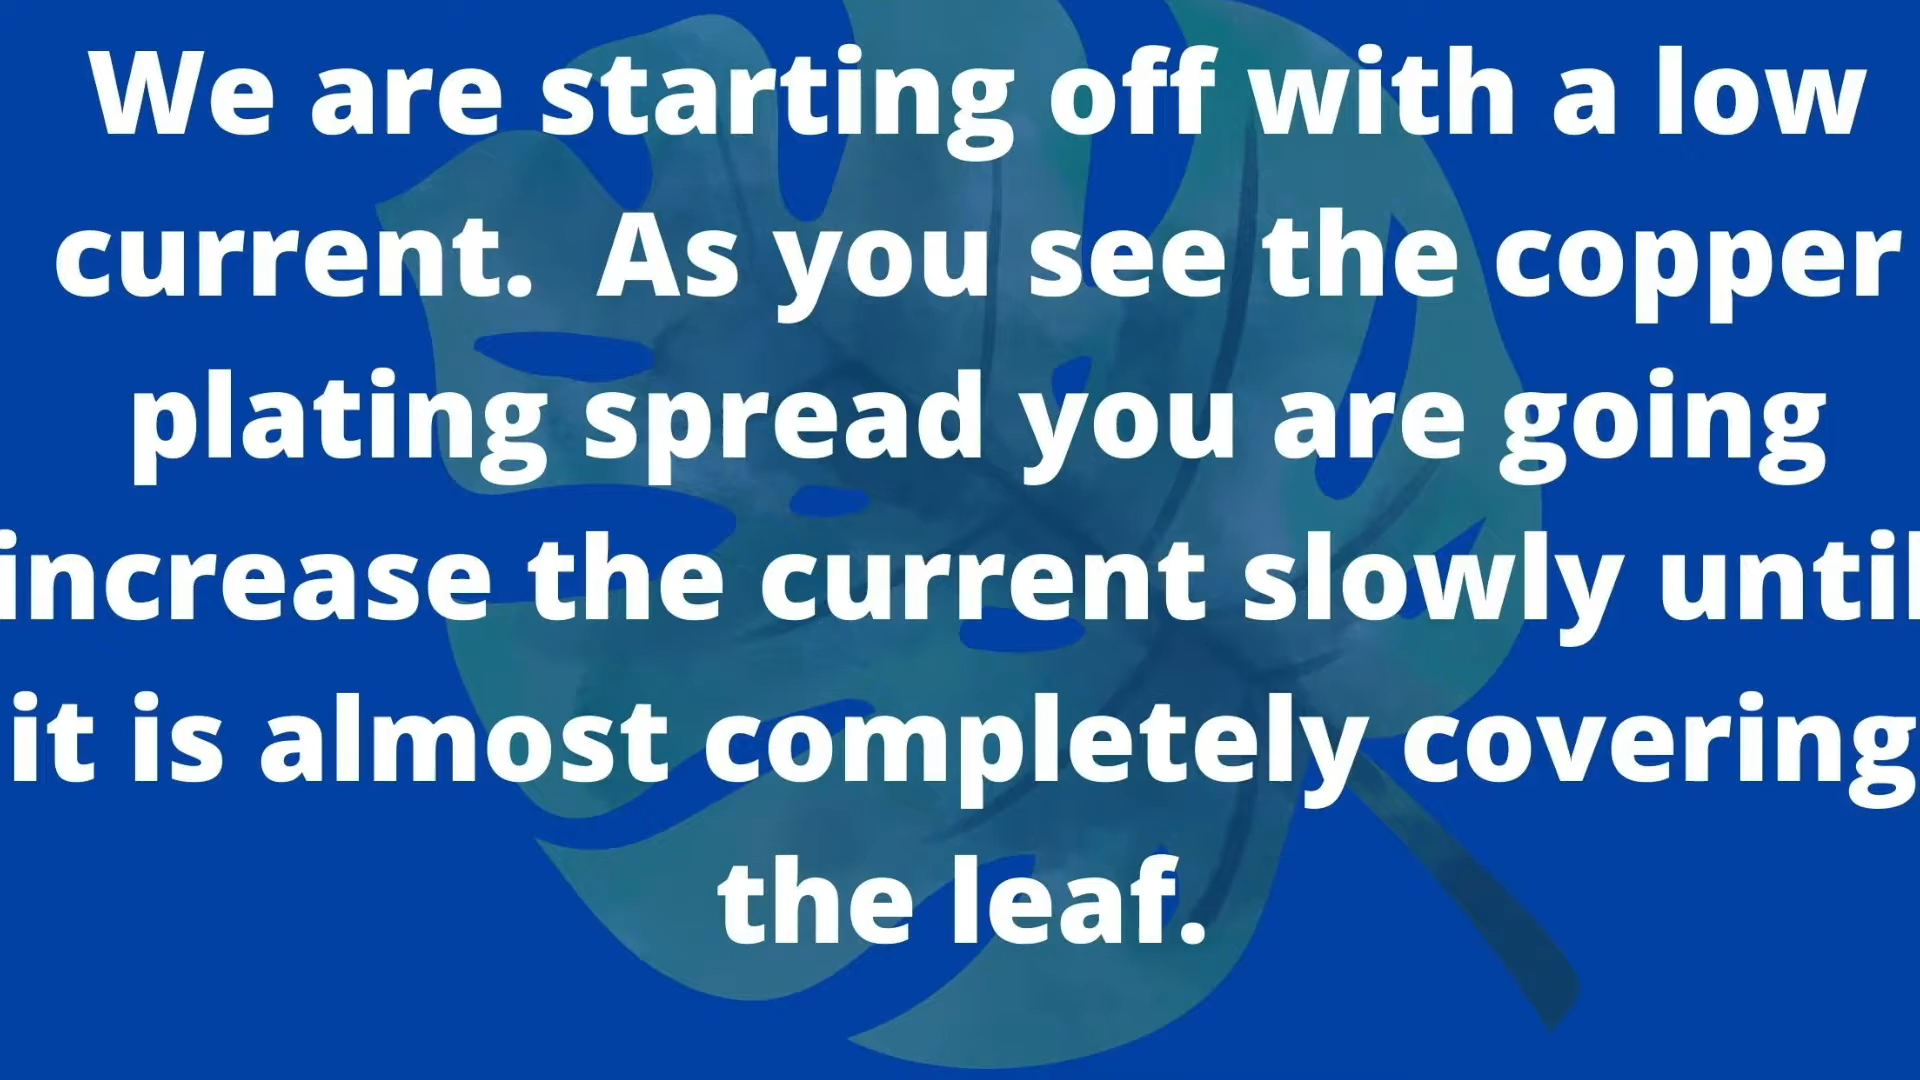 We are starting off with a low
current.  As you see the copper
plating spread you are going
increase the current slowly until
it is almost completely covering
the leaf.